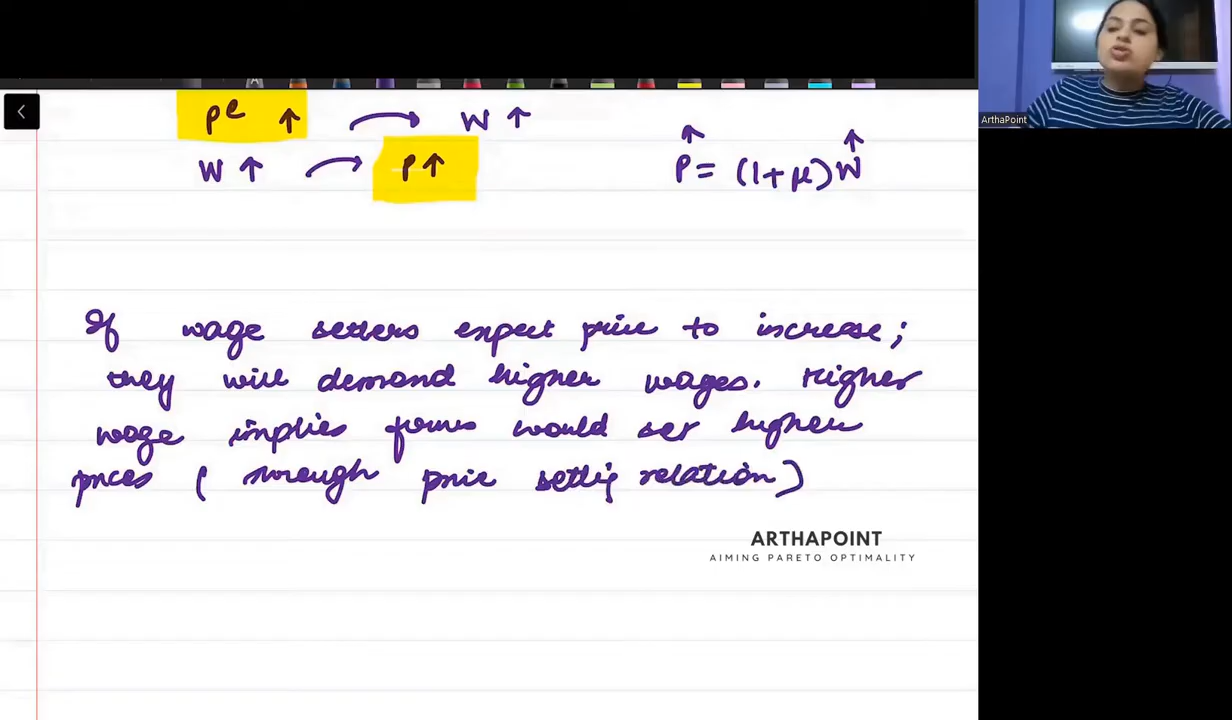 pe ↑ → W ↑
W ↑ → P ↑
P↑ = (1+μ)W↑
If wage setters expect price to increase;
they will demand higher wages. Higher
wage implies firms would set higher
prices (through price setting relation)
ARTHAPOINT
AIMING PARETO OPTIMALITY
ArthaPoint